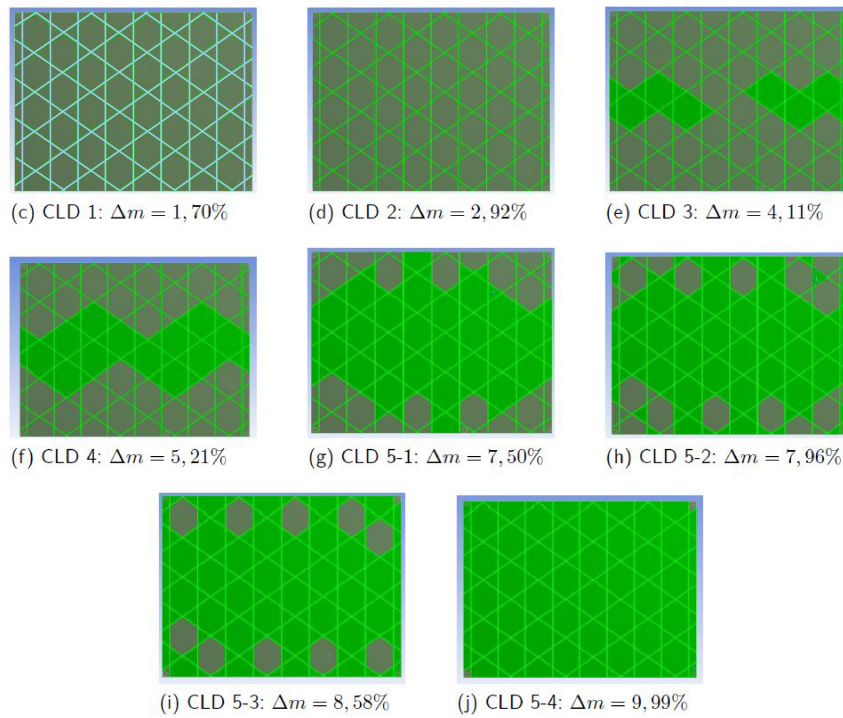 (c) CLD 1: Δm = 1, 70%
(d) CLD 2: Δm = 2, 92%
(e) CLD 3: Δm = 4, 11%
(f) CLD 4: Δm = 5, 21%
(g) CLD 5-1: Δm = 7, 50%
(h) CLD 5-2: Δm = 7, 96%
(i) CLD 5-3: Δm = 8, 58%
(j) CLD 5-4: Δm = 9, 99%